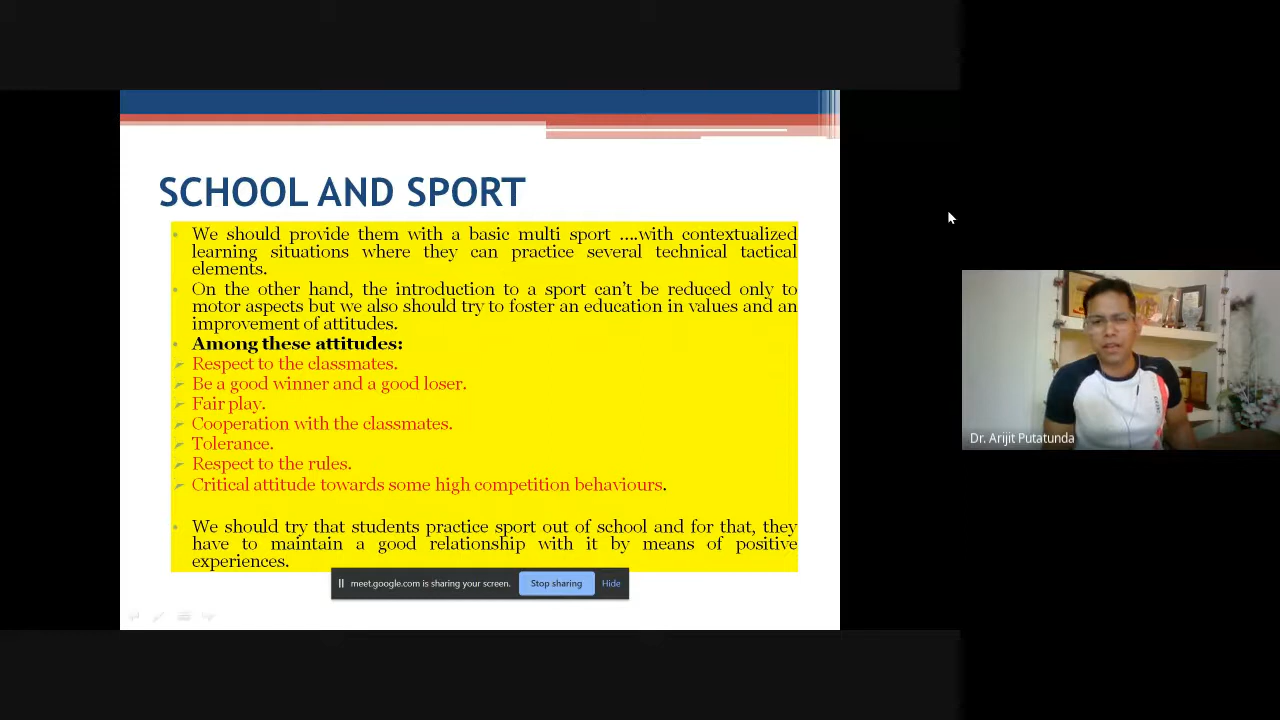 SCHOOL AND SPORT
We should provide them with a basic multi sport ....with contextualized
learning situations where they can practice several technical tactical
elements.
On the other hand, the introduction to a sport can't be reduced only to
motor aspects but we also should try to foster an education in values and an
improvement of attitudes.
Among these attitudes:
Respect to the classmates.
Be a good winner and a good loser.
Fair play.
Cooperation with the classmates.
Tolerance.
Respect to the rules.
Critical attitude towards some high competition behaviours.
We should try that students practice sport out of school and for that, they
have to maintain a good relationship with it by means of positive
experiences.
meet.google.com is sharing your screen.
Stop sharing
Hide
Dr. Arijit Putatunda